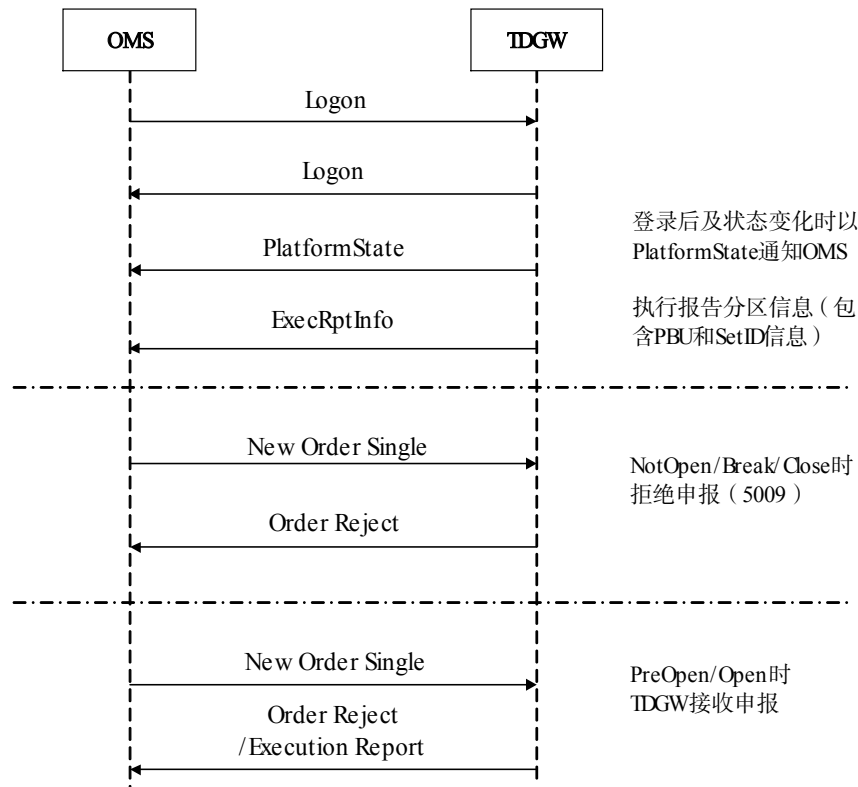 OMS
TDGW
Logon
Logon
登录后及状态变化时以
PlatformState通知OMS
PlatformState
执行报告分区信息（包
含PBU和SetID信息）
ExecRptInfo
New Order Single
NotOpen/Break/Close时
拒绝申报（5009）
Order Reject
New Order Single
PreOpen/Open时
TDGW接收申报
Order Reject
/Execution Report